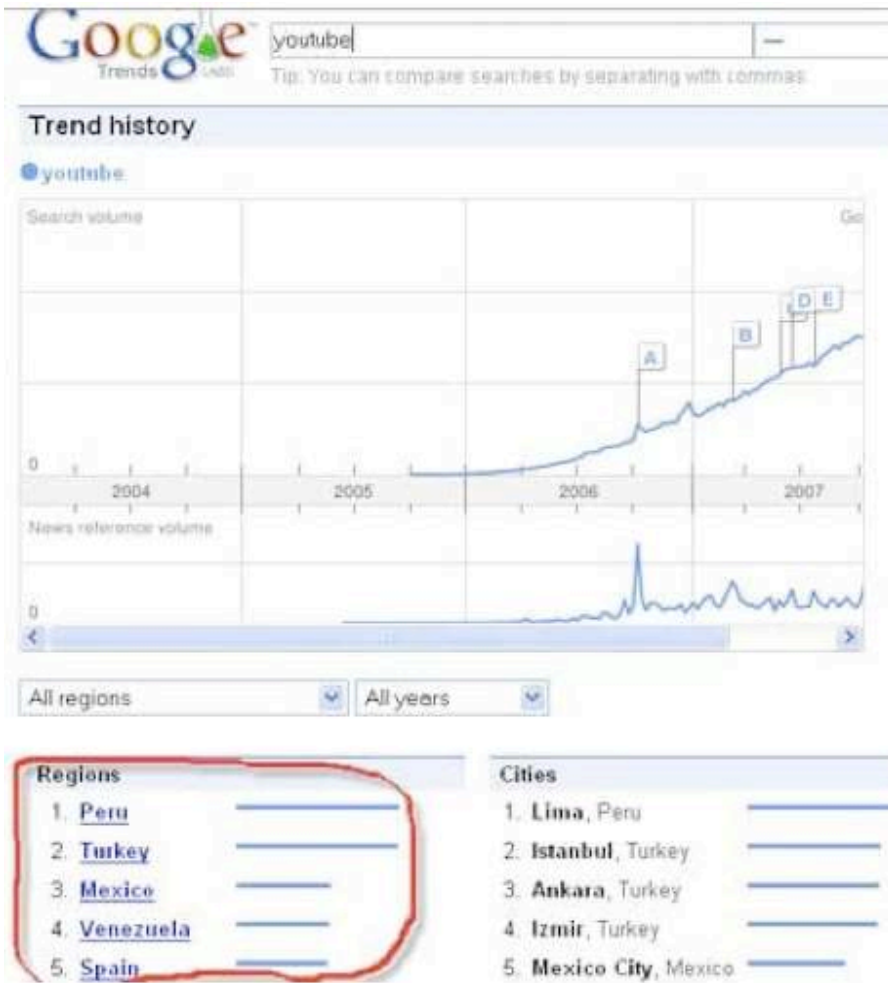 Google
Trends LABS
youtube
Tip: You can compare searches by separating with commas.
Trend history
youtube
Search volume
Go
A
B
D
E
0
2004
2005
2006
2007
News reference volume
0
All regions
All years
Regions
1. Peru
2. Turkey
3. Mexico
4. Venezuela
5. Spain
Cities
1. Lima, Peru
2. Istanbul, Turkey
3. Ankara, Turkey
4. Izmir, Turkey
5. Mexico City, Mexico